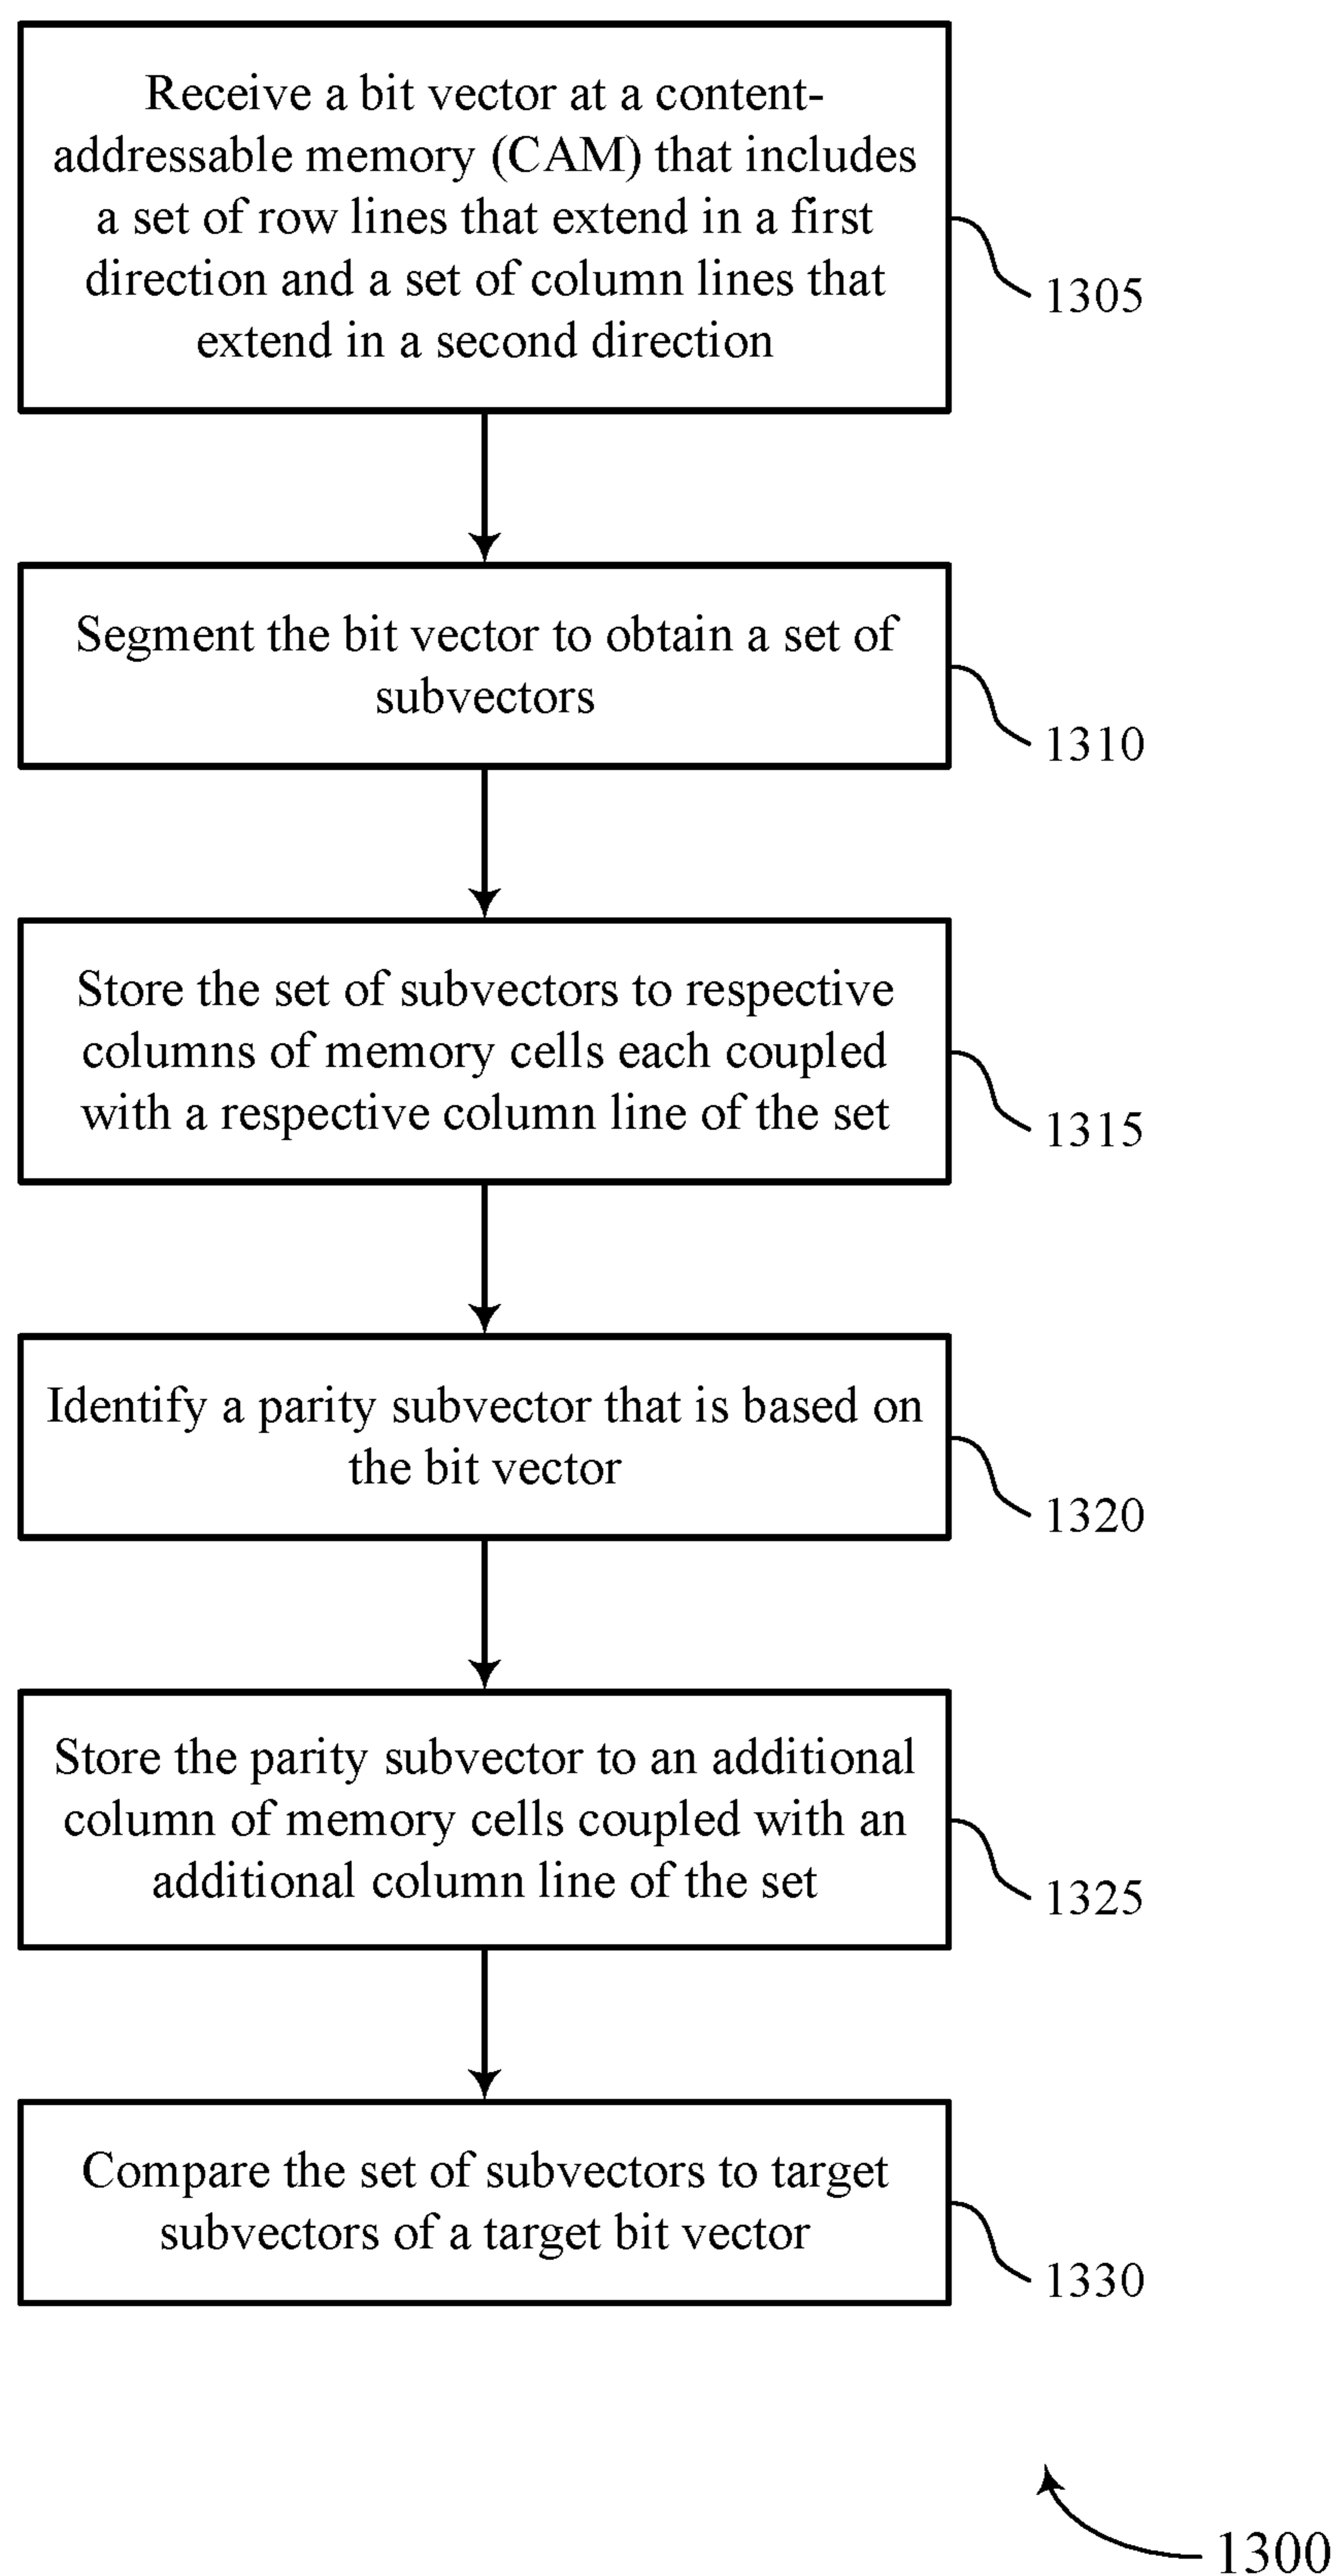 Receive a bit vector at a content-
addressable memory (CAM) that includes
a set of row lines that extend in a first
direction and a set of column lines that
extend in a second direction
1305
Segment the bit vector to obtain a set of
subvectors
1310
Store the set of subvectors to respective
columns of memory cells each coupled
with a respective column line of the set
1315
Identify a parity subvector that is based on
the bit vector
1320
Store the parity subvector to an additional
column of memory cells coupled with an
additional column line of the set
1325
Compare the set of subvectors to target
subvectors of a target bit vector
1330
1300